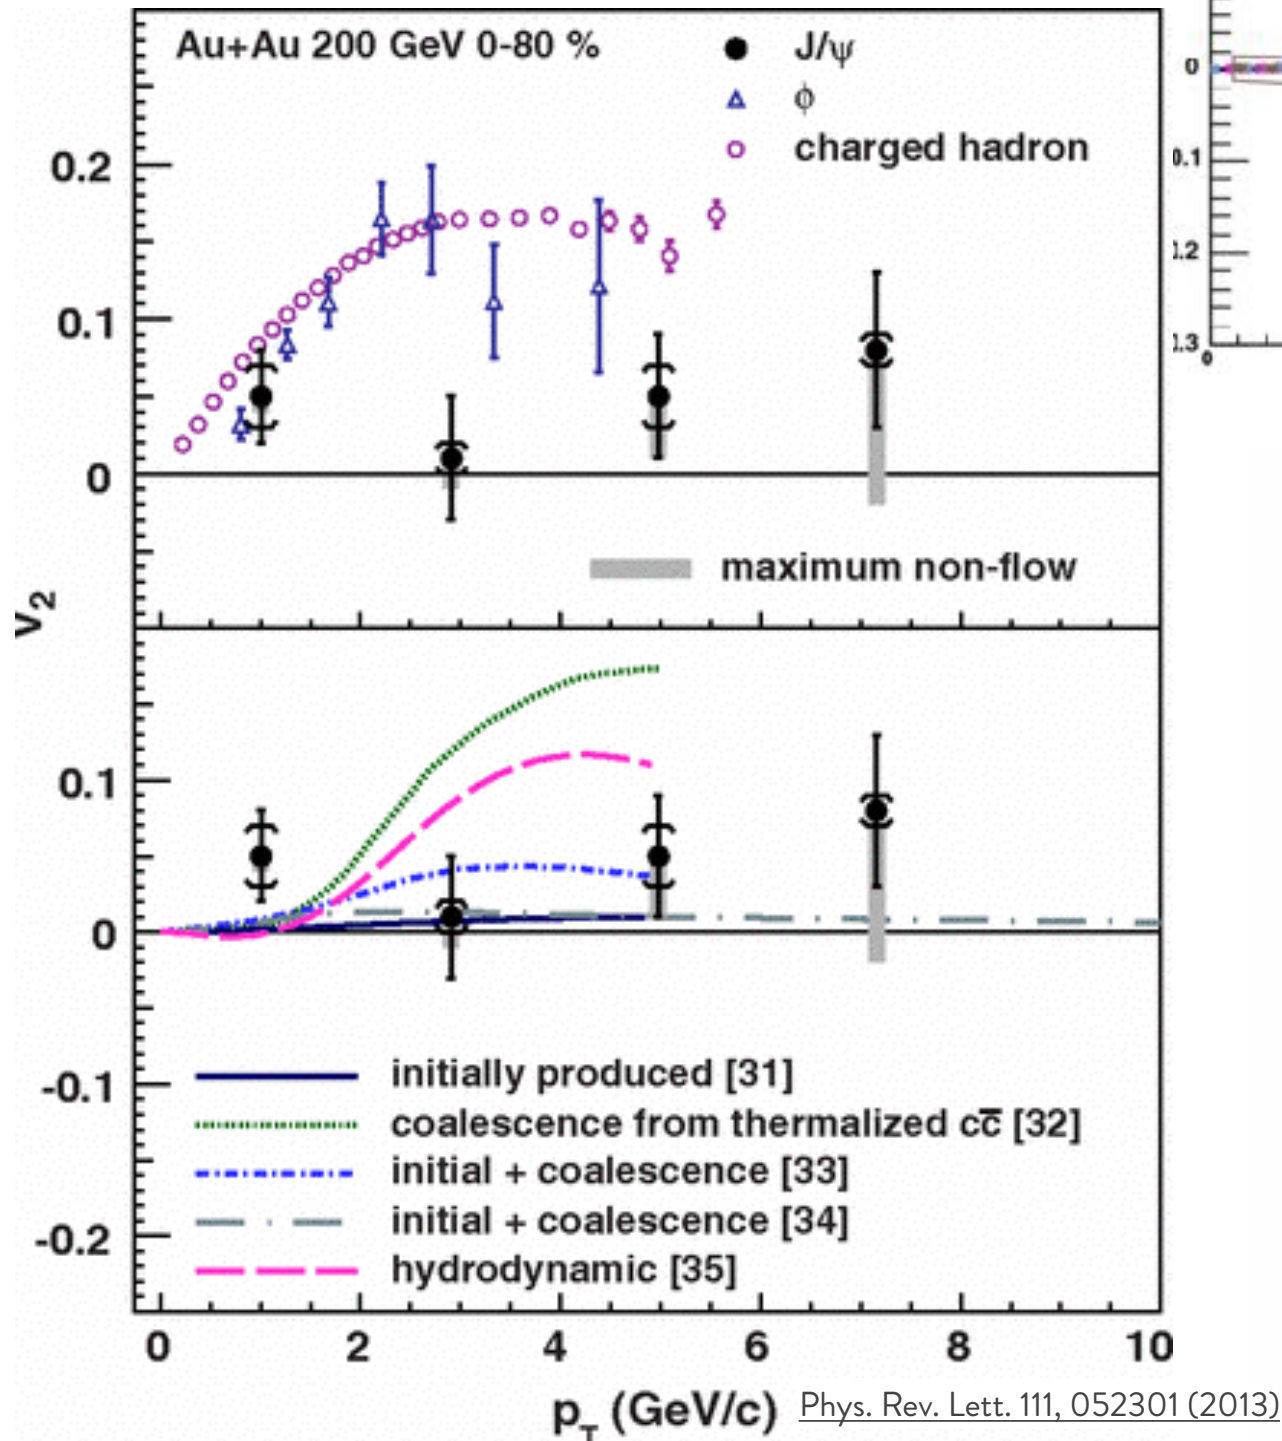 Au+Au 200 GeV 0-80 %
J/ψ
ϕ
charged hadron
0.2
0.1
0
maximum non-flow
v2
0.1
0
-0.1
-0.2
initially produced [31]
coalescence from thermalized cc̅ [32]
initial + coalescence [33]
initial + coalescence [34]
hydrodynamic [35]
0 2 4 6 8 10
pT (GeV/c)
Phys. Rev. Lett. 111, 052301 (2013)
0
0